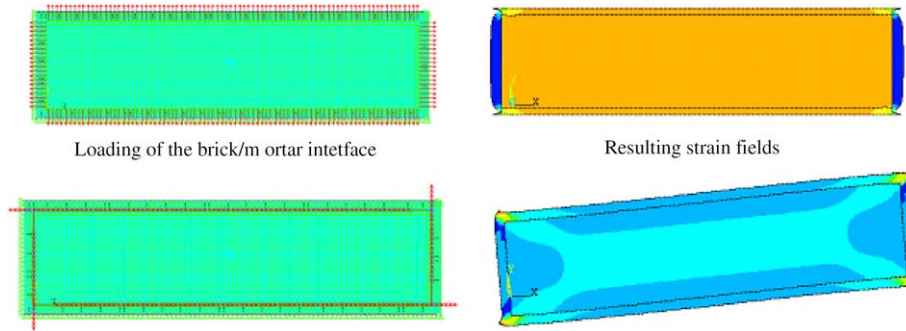 Loading of the brick/m ortar intetface
Resulting strain fields
Y
X
Y
X